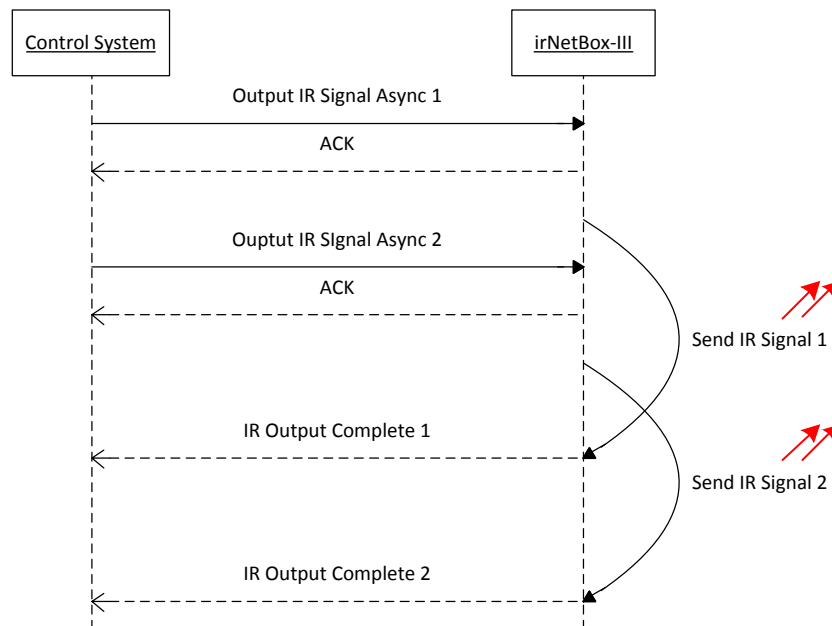 Control System
irNetBox-III
Output IR Signal Async 1
ACK
Ouptut IR SIgnal Async 2
ACK
Send IR Signal 1
IR Output Complete 1
Send IR Signal 2
IR Output Complete 2